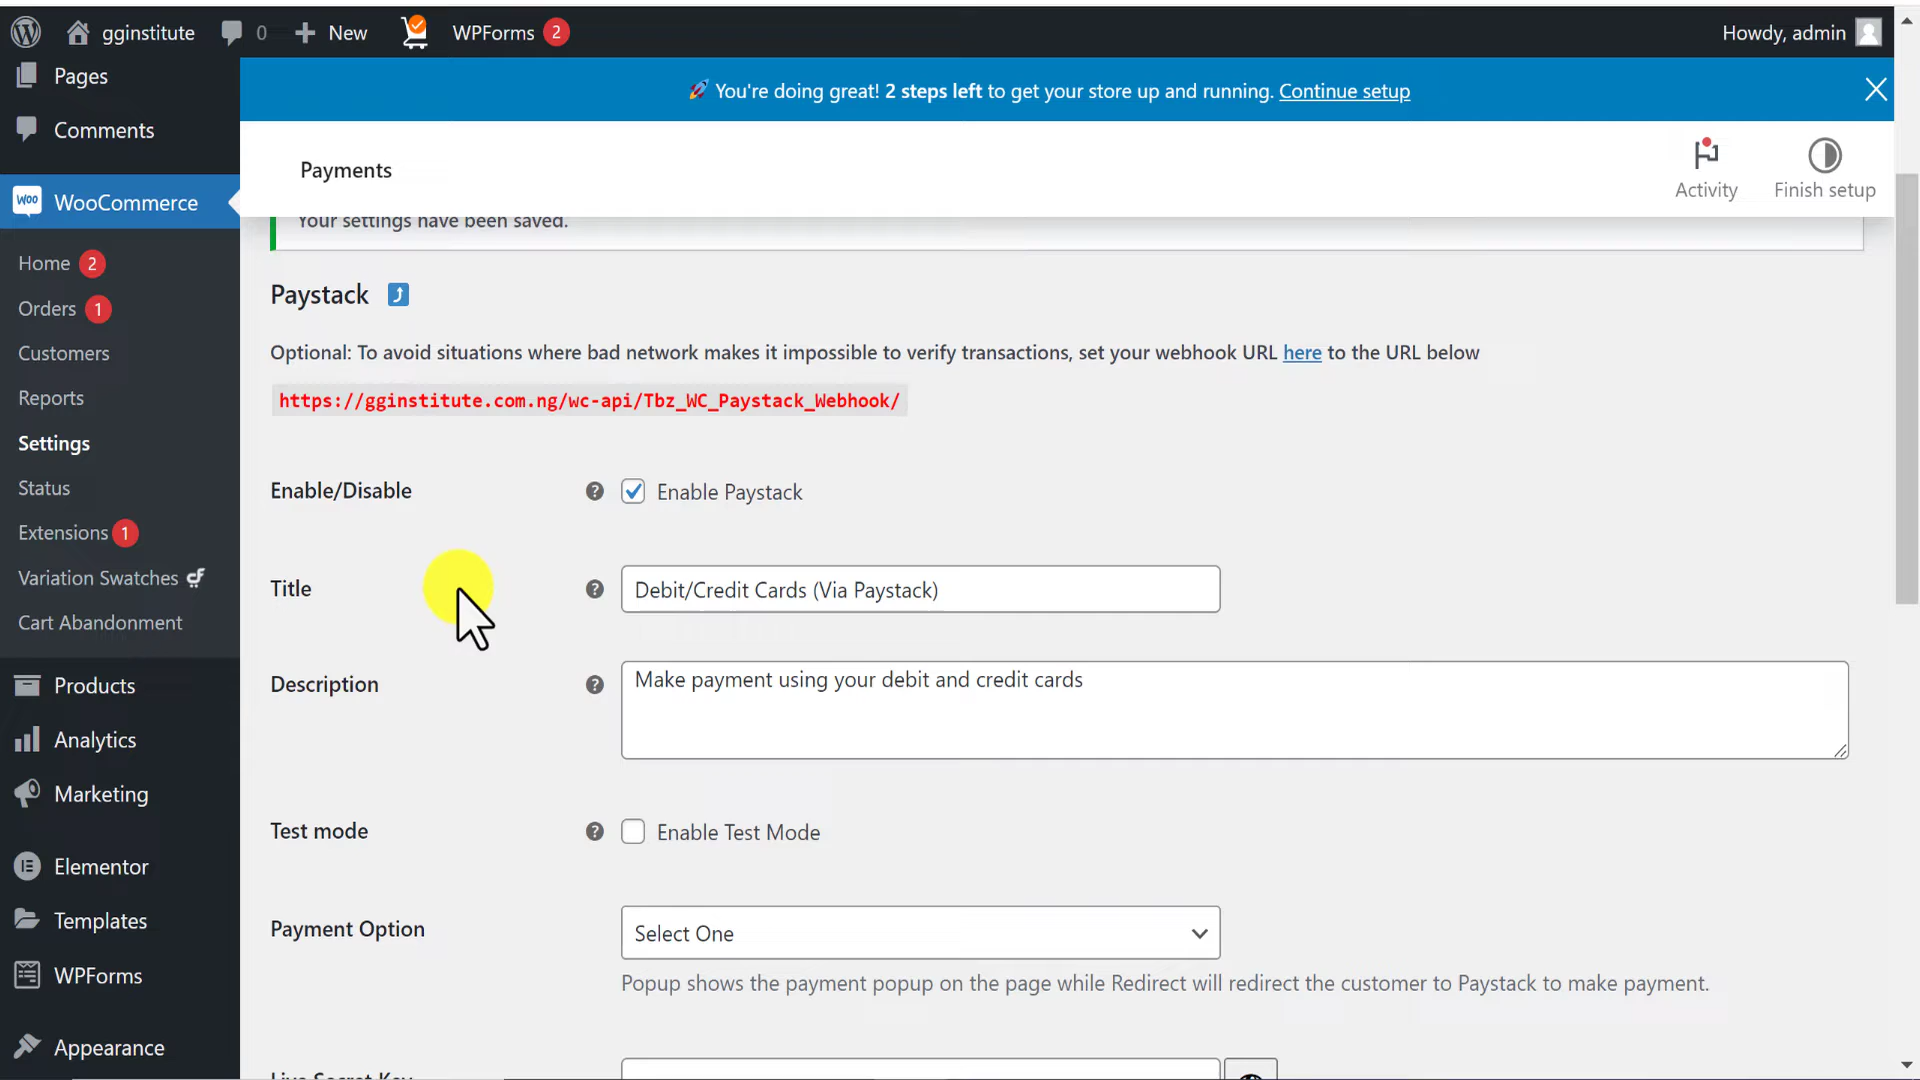 gginstitute 0 New WPForms 2 Howdy, admin
Pages
Comments
WooCommerce
Home 2
Orders 1
Customers
Reports
Settings
Status
Extensions 1
Variation Swatches
Cart Abandonment
Products
Analytics
Marketing
Elementor
Templates
WPForms
Appearance
You're doing great! 2 steps left to get your store up and running. Continue setup
Payments
Activity
Finish setup
Your settings have been saved.
Paystack
Optional: To avoid situations where bad network makes it impossible to verify transactions, set your webhook URL here to the URL below
https://gginstitute.com.ng/wc-api/Tbz_WC_Paystack_Webhook/
Enable/Disable ? Enable Paystack
Title ? Debit/Credit Cards (Via Paystack)
Description ? Make payment using your debit and credit cards
Test mode ? Enable Test Mode
Payment Option Select One
Popup shows the payment popup on the page while Redirect will redirect the customer to Paystack to make payment.
Live Secret Key